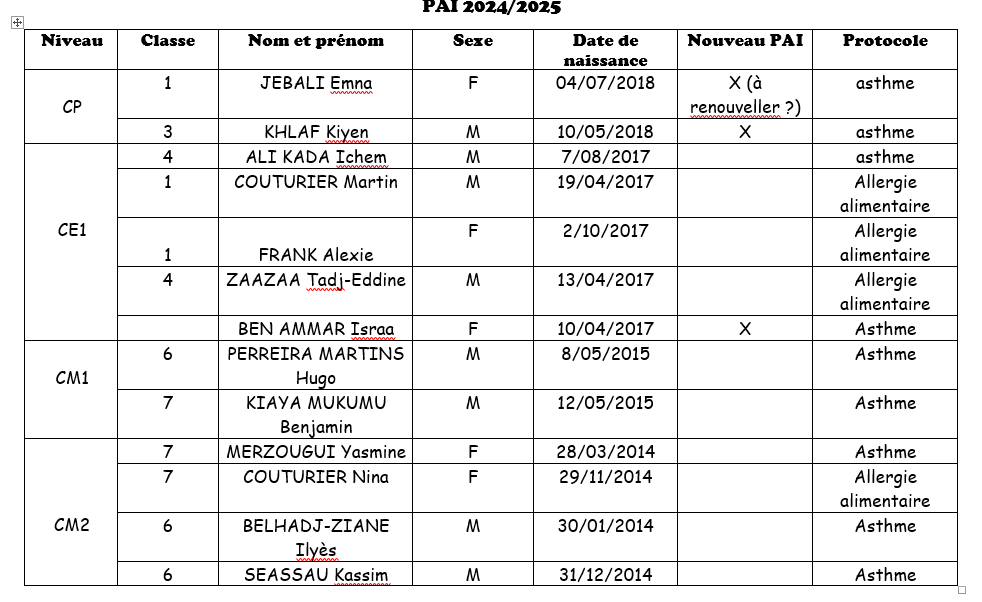 PAI 2024/2025
Niveau Classe Nom et prénom Sexe Date de naissance Nouveau PAI Protocole
CP
1 JEBALI Emna F 04/07/2018 X (à renouveller ?) asthme
3 KHLAF Kiyen M 10/05/2018 X asthme
CE1
4 ALI KADA Ichem M 7/08/2017 asthme
1 COUTURIER Martin M 19/04/2017 Allergie alimentaire
1 FRANK Alexie F 2/10/2017 Allergie alimentaire
4 ZAAZAA Tadj-Eddine M 13/04/2017 Allergie alimentaire
BEN AMMAR Israa F 10/04/2017 X Asthme
CM1
6 PERREIRA MARTINS Hugo M 8/05/2015 Asthme
7 KIAYA MUKUMU Benjamin M 12/05/2015 Asthme
CM2
7 MERZOUGUI Yasmine F 28/03/2014 Asthme
7 COUTURIER Nina F 29/11/2014 Allergie alimentaire
6 BELHADJ-ZIANE Ilyès M 30/01/2014 Asthme
6 SEASSAU Kassim M 31/12/2014 Asthme